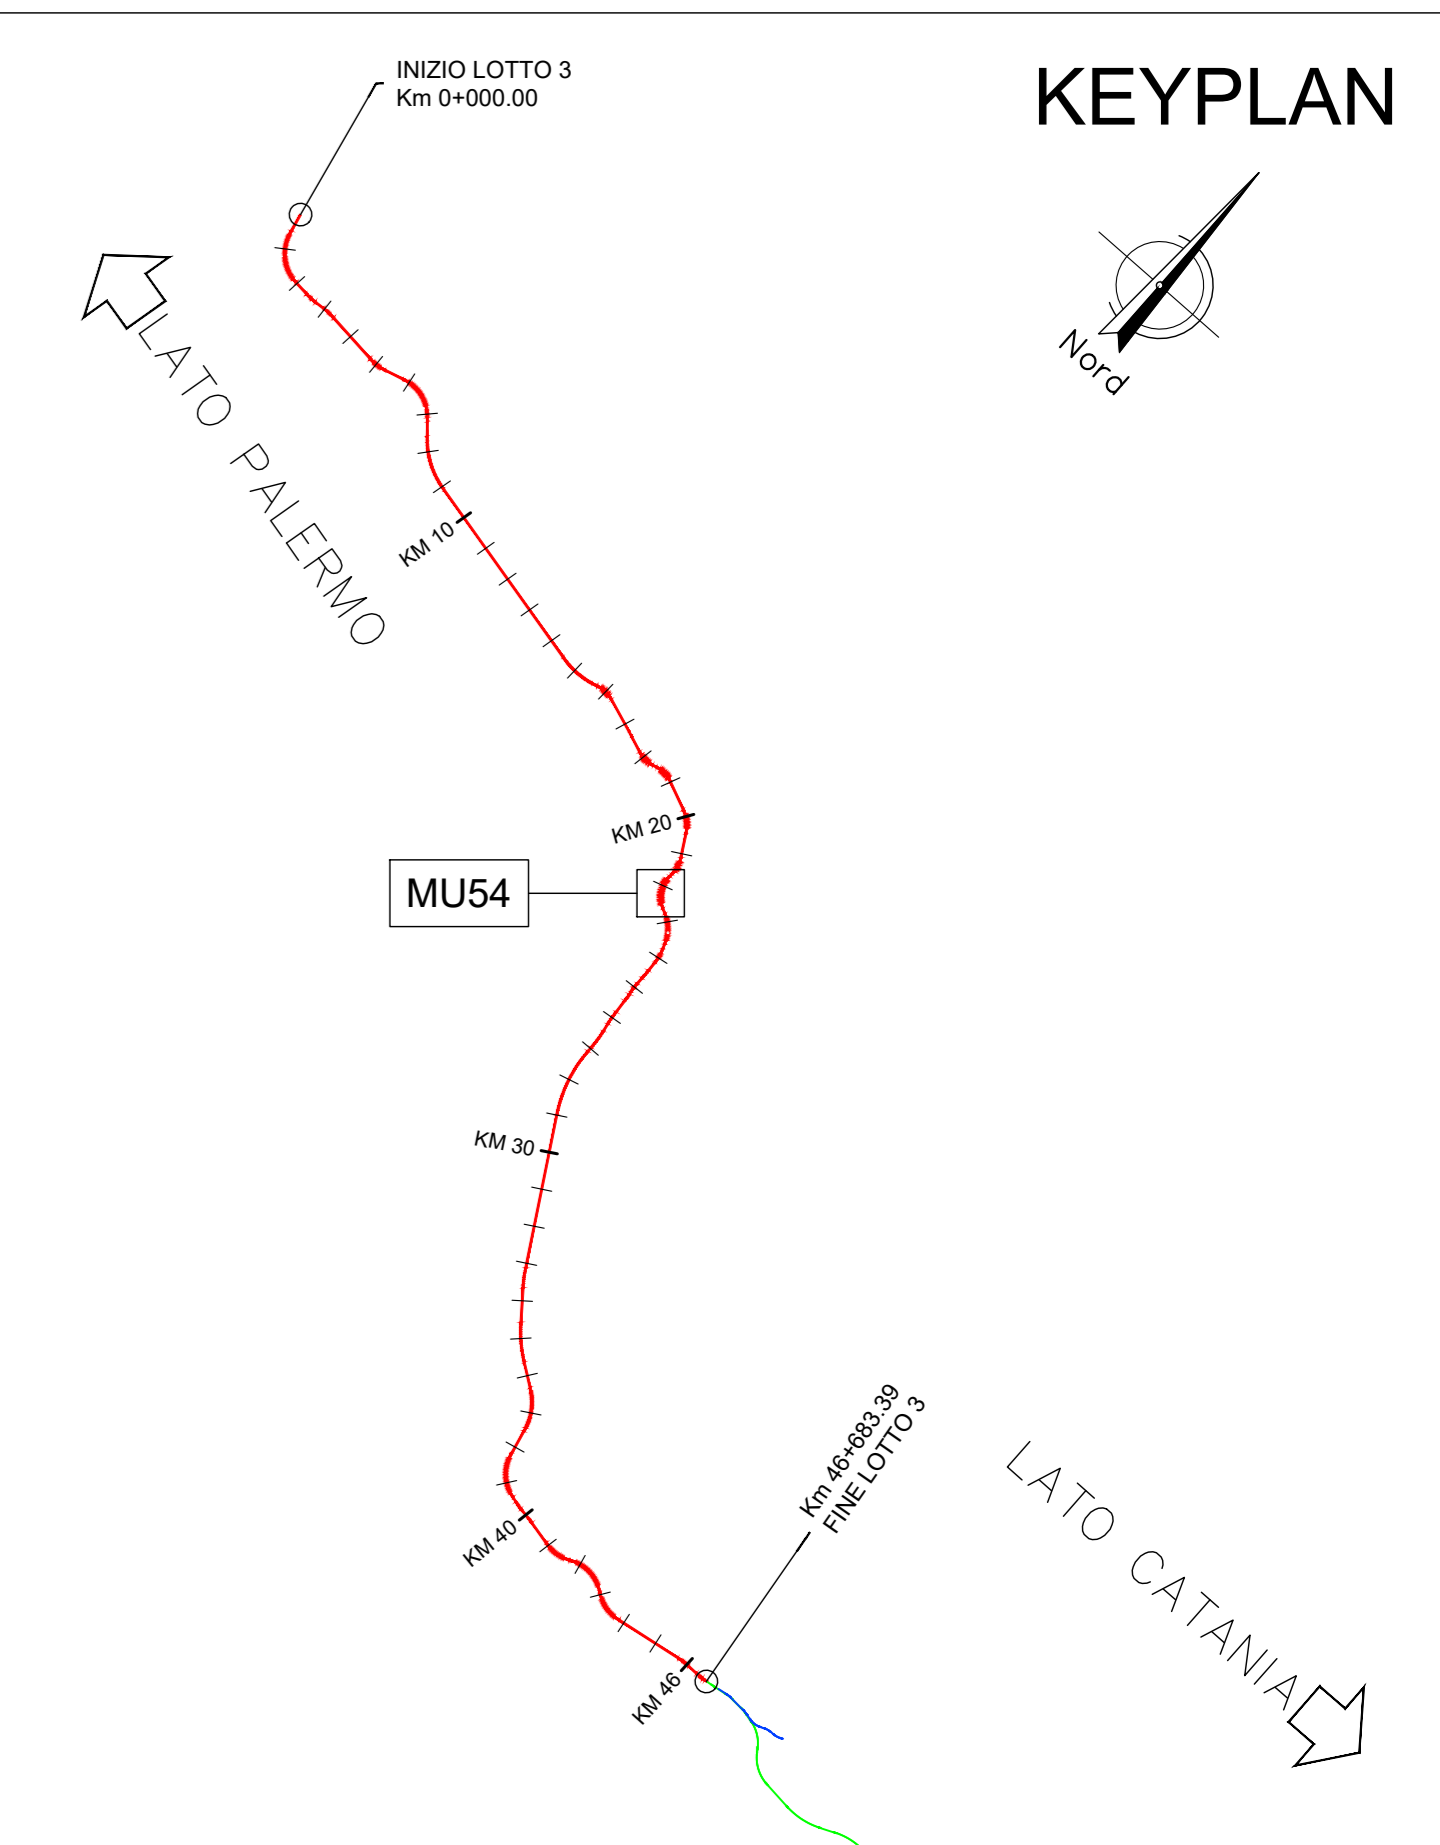 INIZIO LOTTO 3
Km 0+000.00
KEYPLAN
Nord
LATO PALERMO
KM 10
KM 20
MU54
KM 30
Km 46+683.39
FINE LOTTO 3
LATO CATANIA
KM 40
KM 46